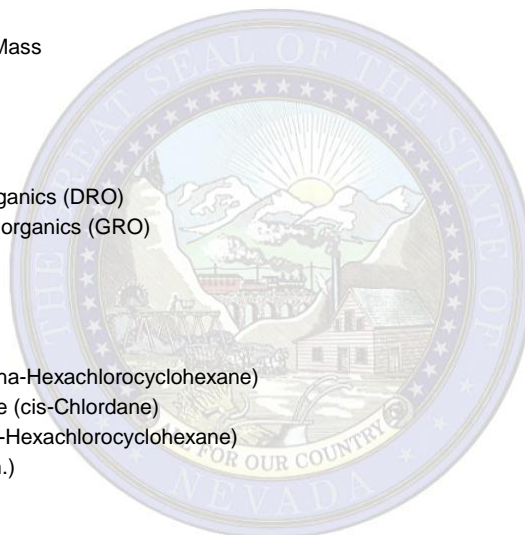 Mass
THE GREAT SEAL OF THE STATE OF
ganics (DRO)
organics (GRO)
na-Hexachlorocyclohexane)
e (cis-Chlordane)
-Hexachlorocyclohexane)
FOR OUR COUNTRY
.)
NEVADA